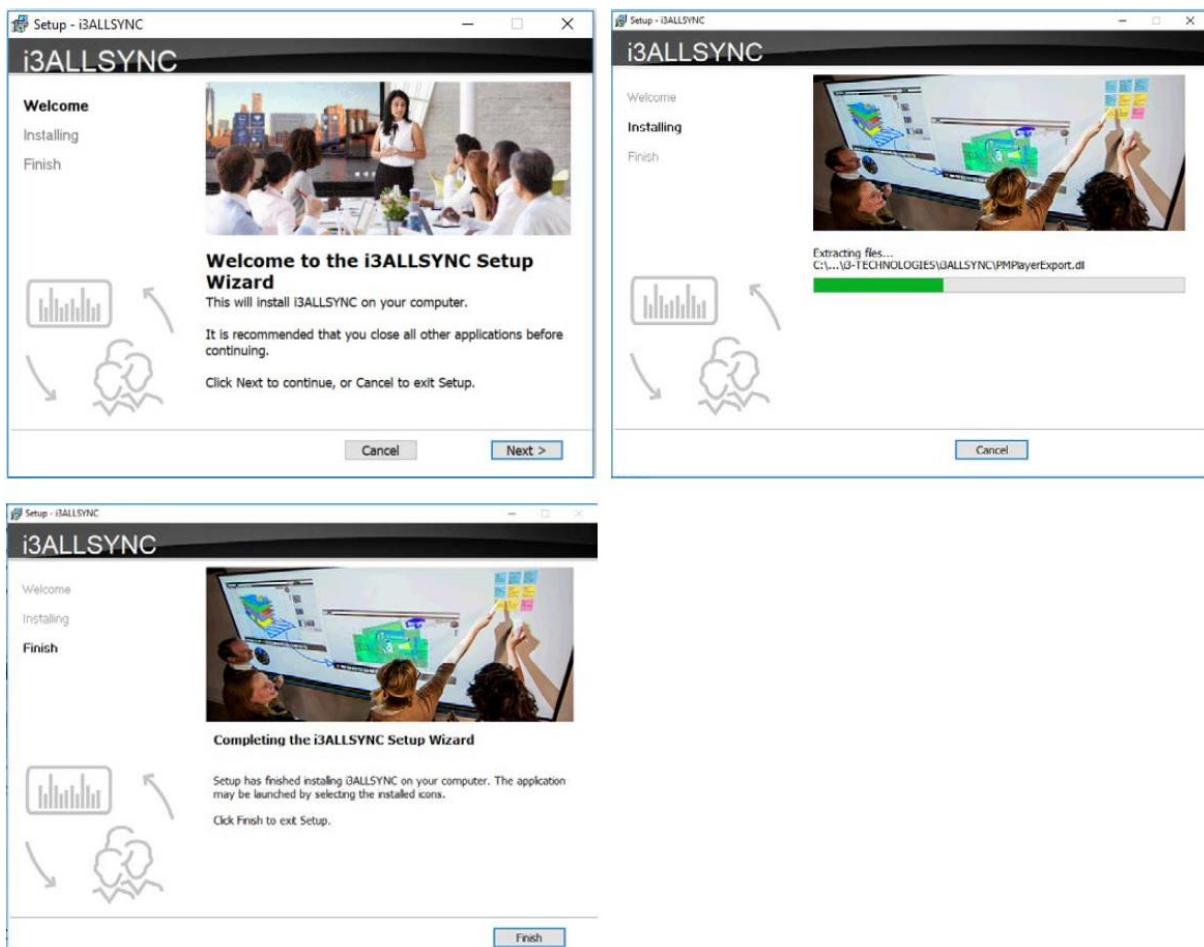 Setup - i3ALLSYNC
i3ALLSYNC
Welcome
Installing
Finish
Welcome to the i3ALLSYNC Setup
Wizard
This will install i3ALLSYNC on your computer.
It is recommended that you close all other applications before
continuing.
Click Next to continue, or Cancel to exit Setup.
Cancel
Next >
Setup - i3ALLSYNC
i3ALLSYNC
Welcome
Installing
Finish
Extracting files...
C:\...\i3-TECHNOLOGIES\i3ALLSYNC\PMPlayerExport.dll
Cancel
Setup - i3ALLSYNC
i3ALLSYNC
Welcome
Installing
Finish
Completing the i3ALLSYNC Setup Wizard
Setup has finished installing i3ALLSYNC on your computer. The application
may be launched by selecting the installed icons.
Click Finish to exit Setup.
Finish